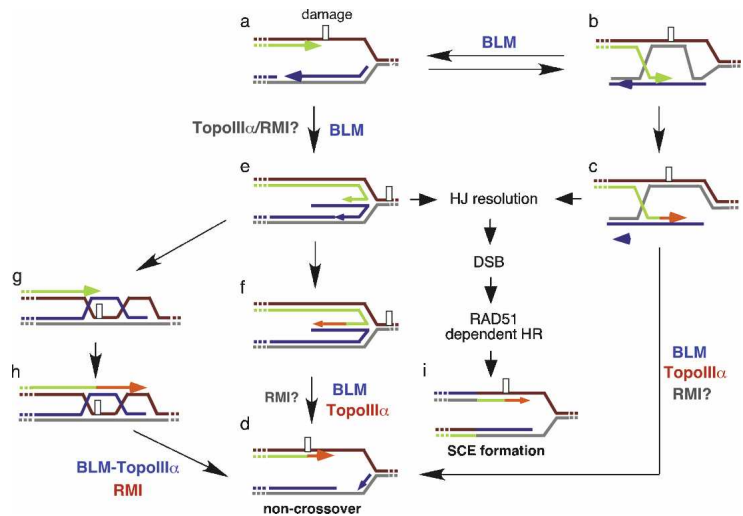 damage
a
BLM
b
TopoIIIα/RMI?
BLM
e
HJ resolution
c
DSB
g
f
RAD51
dependent HR
h
RMI?
BLM
TopoIIIα
i
BLM
TopoIIIα
RMI?
d
SCE formation
BLM-TopoIIIα
RMI
non-crossover